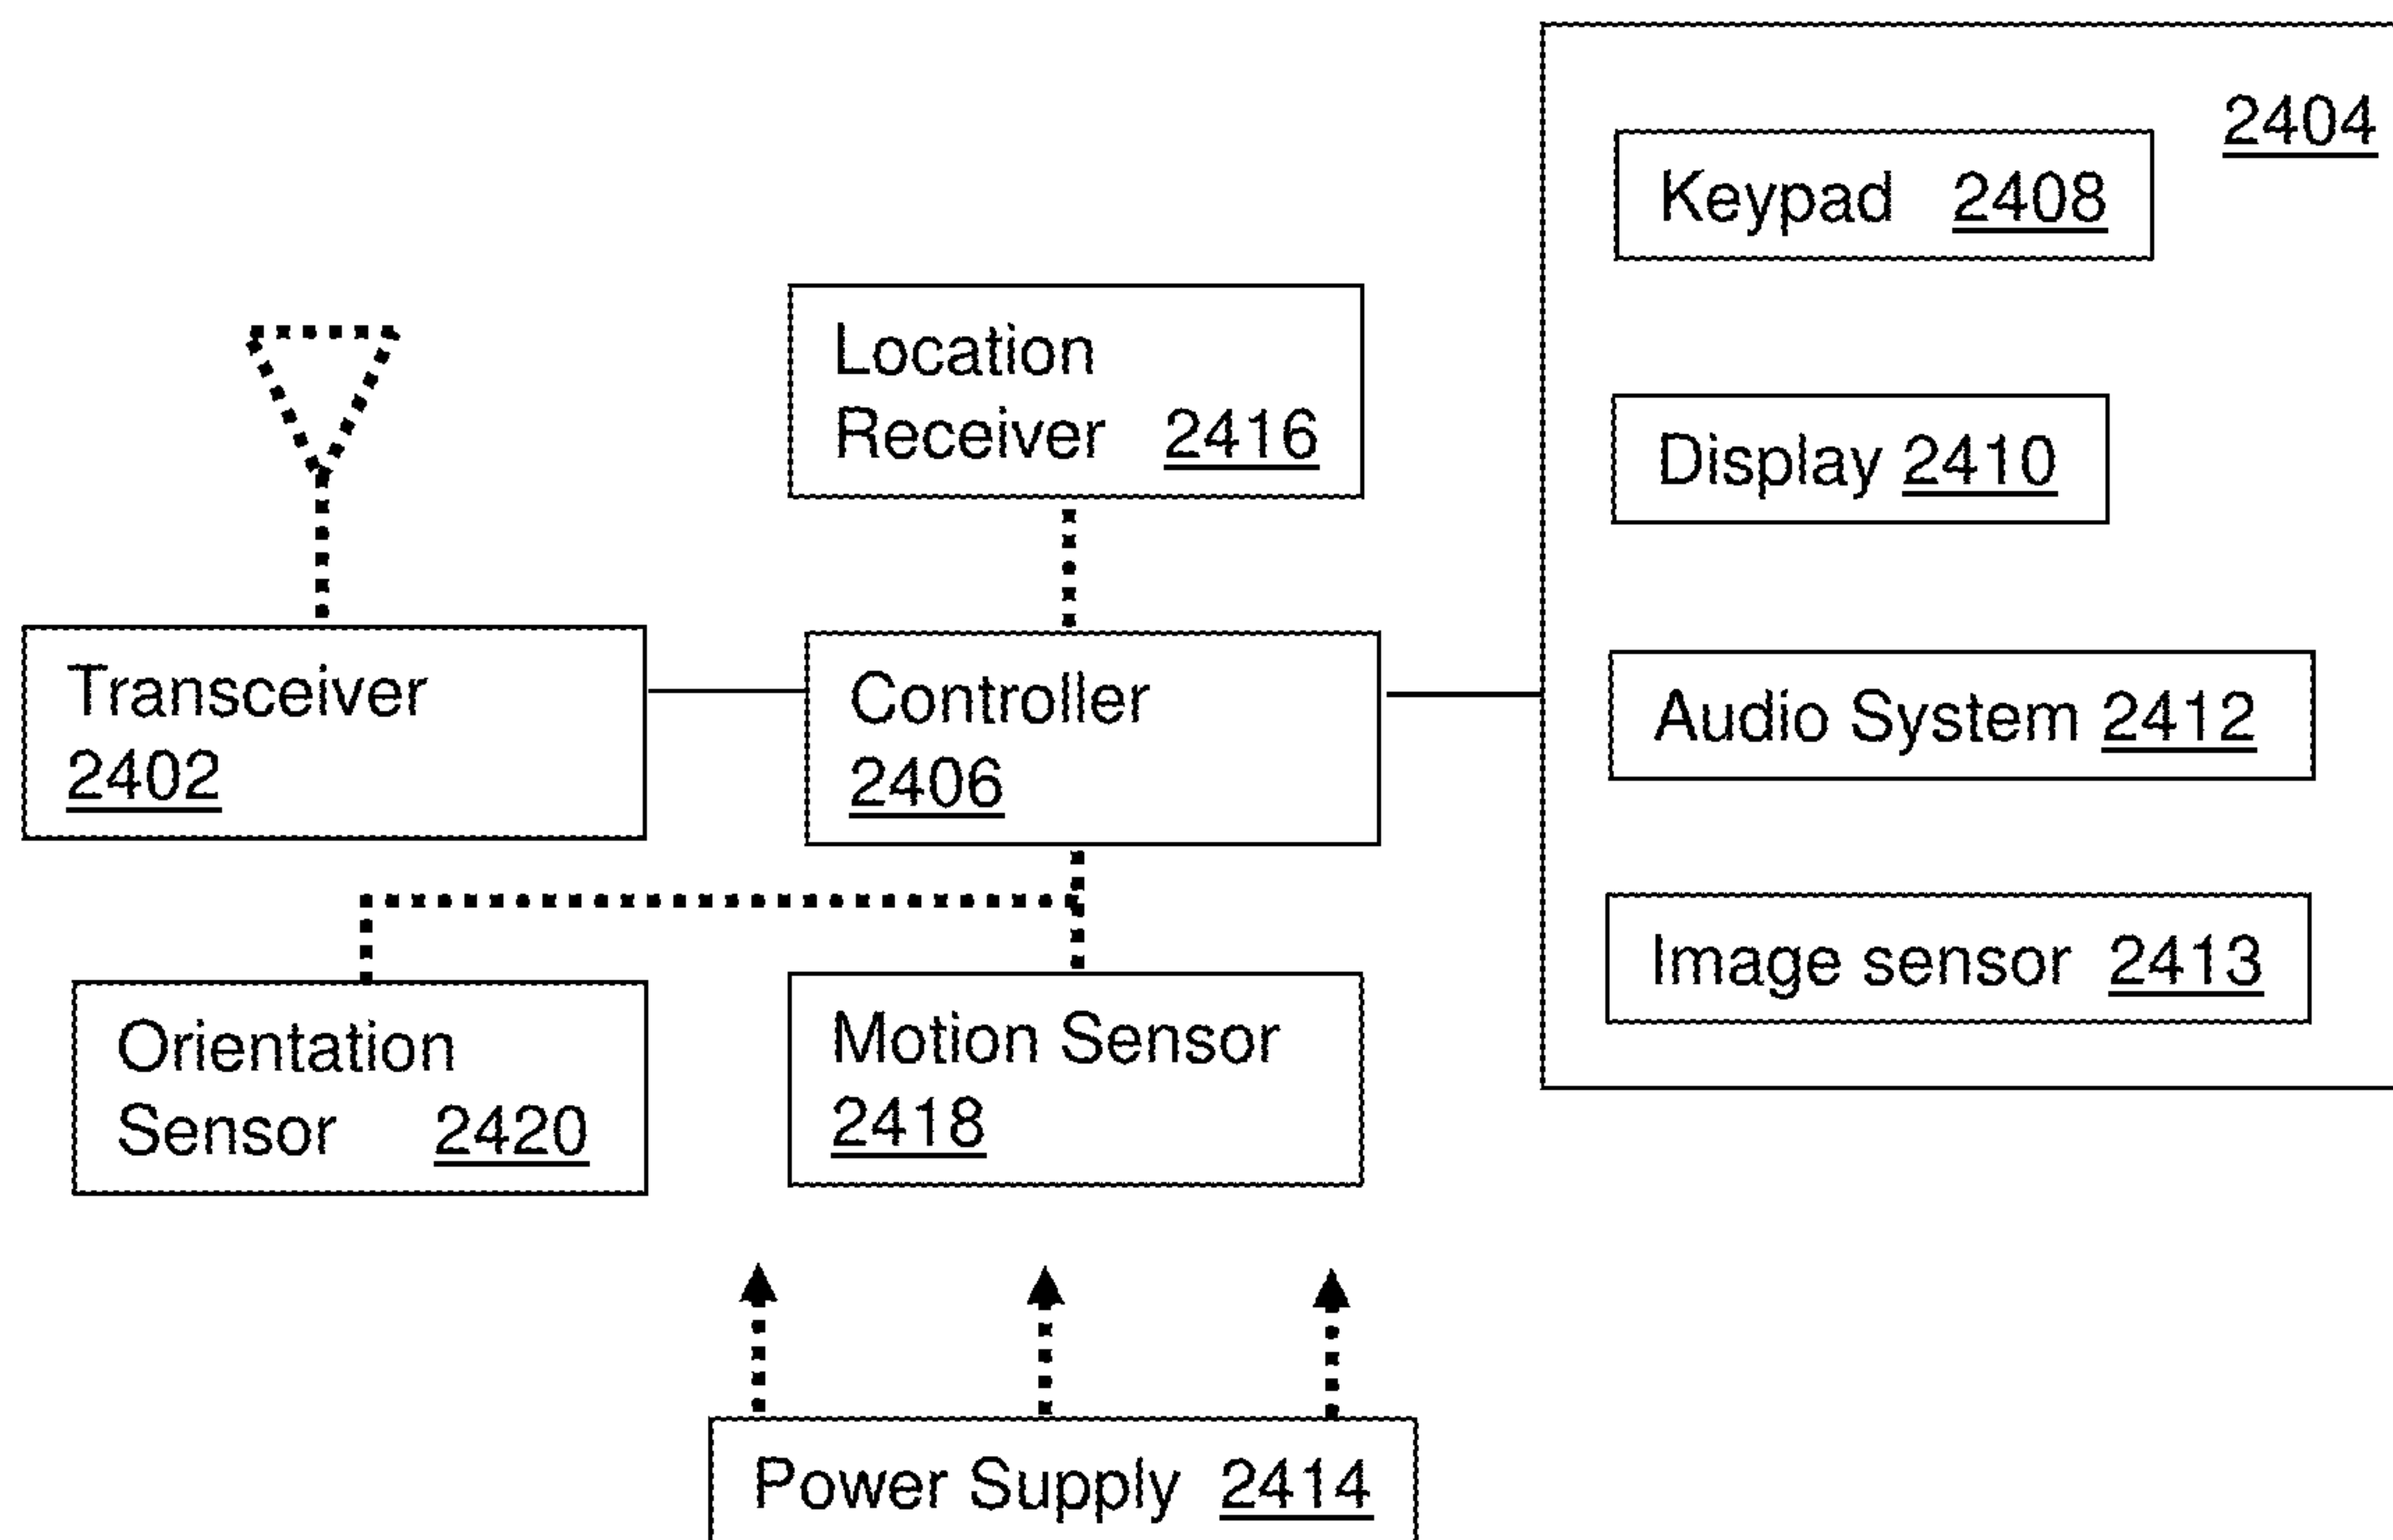 2404
Keypad 2408
Location
Receiver 2416
Display 2410
Transceiver
2402
Controller
2406
Audio System 2412
Image sensor 2413
Orientation
Sensor 2420
Motion Sensor
2418
Power Supply 2414